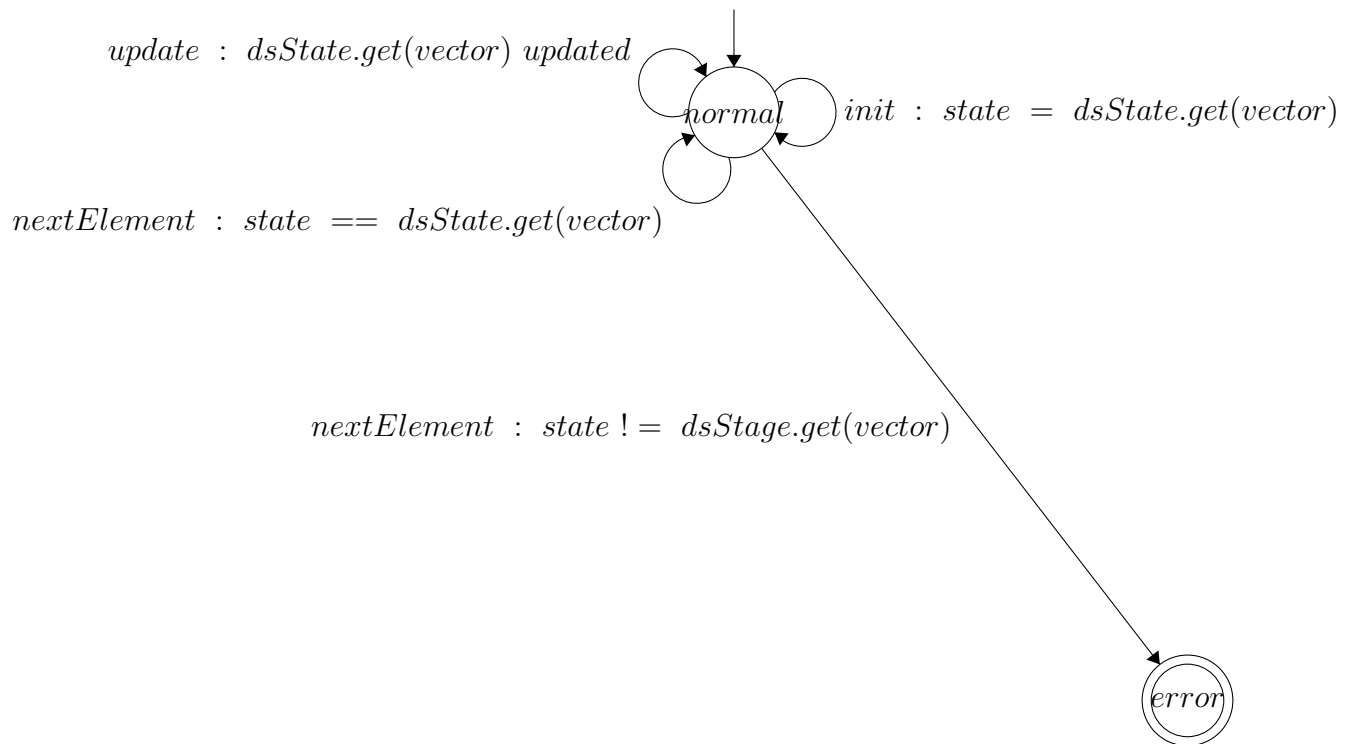 update : dsState.get(vector) updated
normal
init : state = dsState.get(vector)
nextElement : state == dsState.get(vector)
nextElement : state != dsStage.get(vector)
error